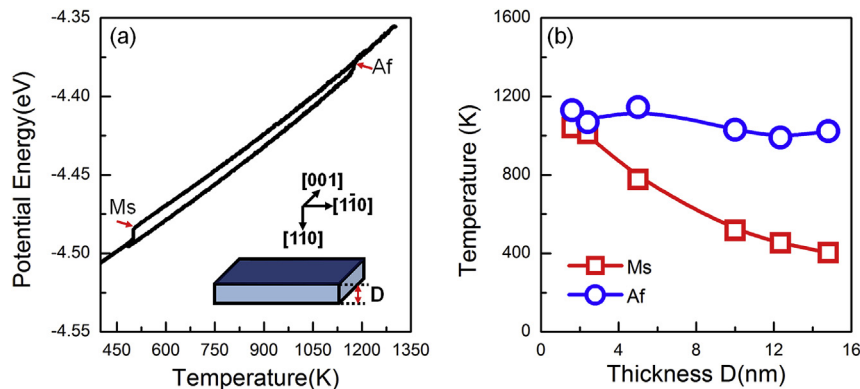 (a)
Potential Energy(eV)
-4.35
-4.40
-4.45
-4.50
-4.55
Af
Ms
[001]
[1̄10]
[110]
D
450 600 750 900 1050 1200 1350
Temperature(K)
(b)
Temperature (K)
1600
1200
800
400
0
Ms
Af
0 4 8 12 16
Thickness D(nm)